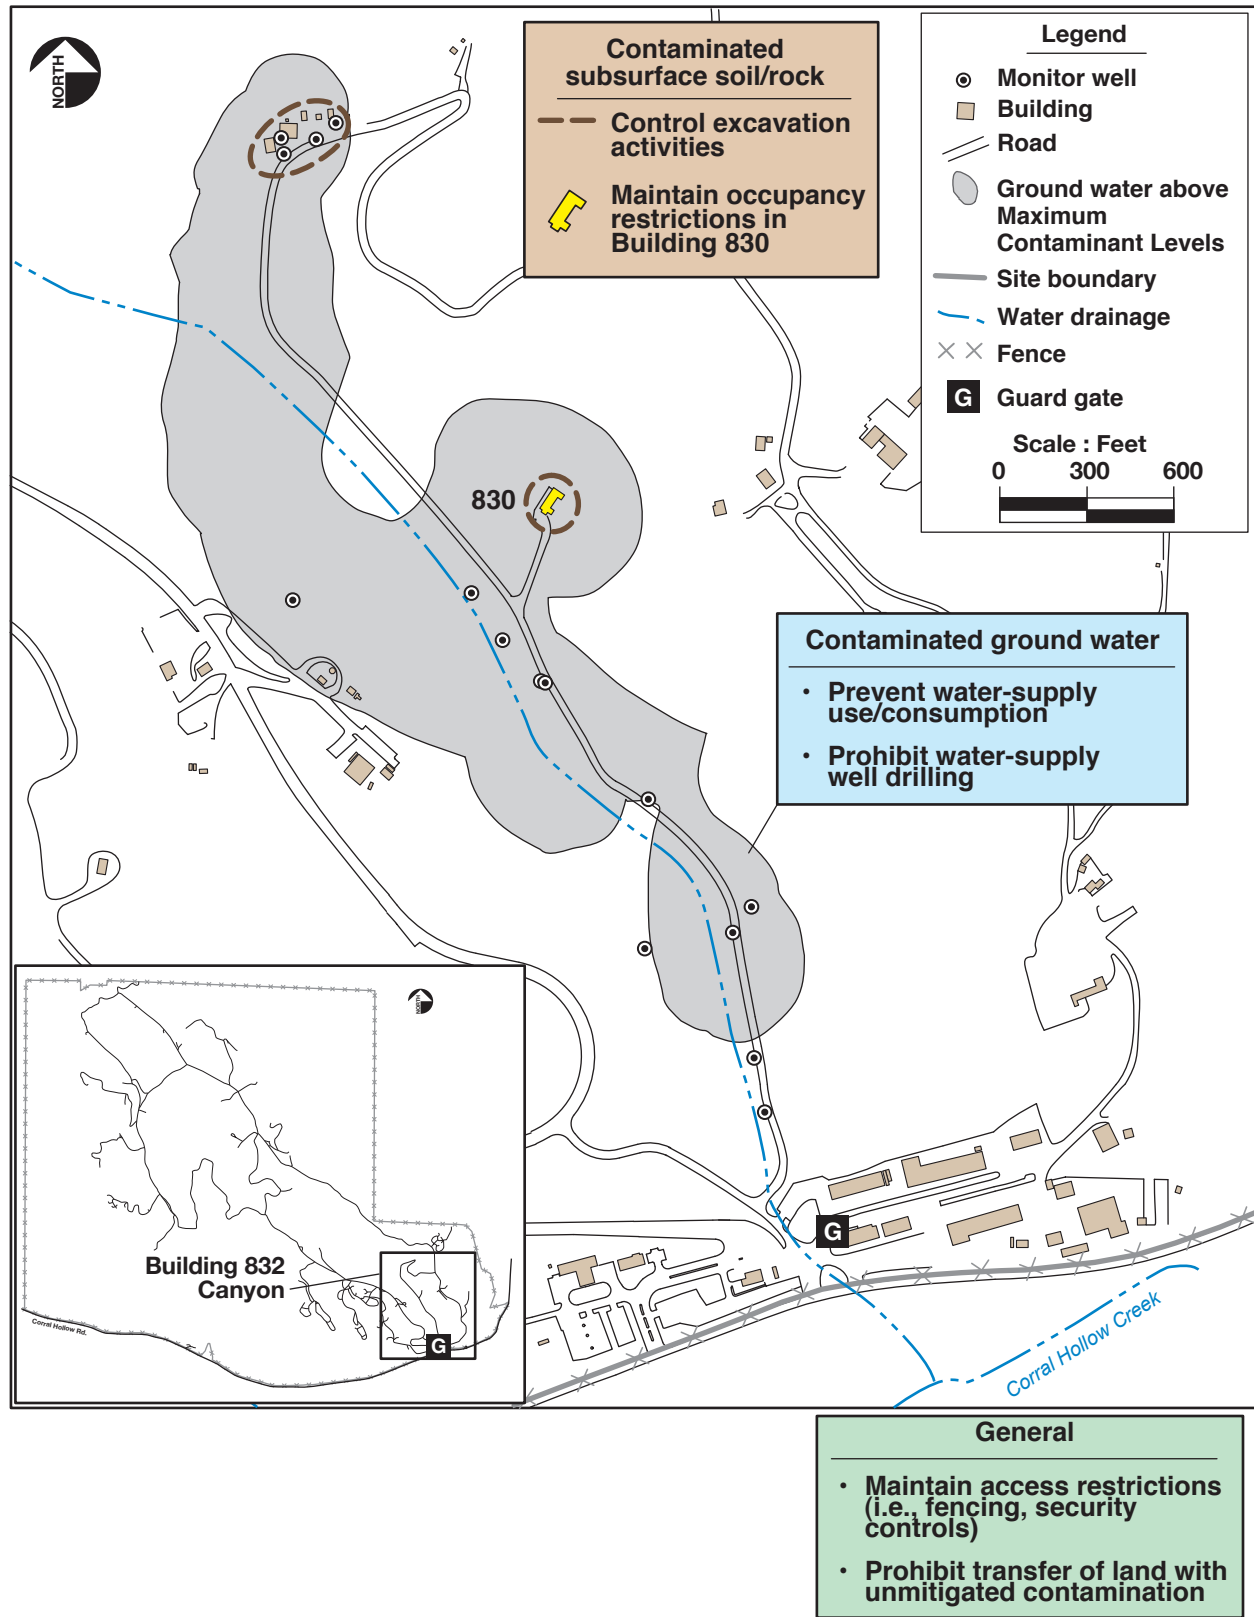 NORTH
Contaminated
subsurface soil/rock
Control excavation
activities
Maintain occupancy
restrictions in
Building 830
Legend
Monitor well
Building
Road
Ground water above
Maximum
Contaminant Levels
Site boundary
Water drainage
Fence
G
Guard gate
Scale : Feet
0 300 600
830
Contaminated ground water
• Prevent water-supply
use/consumption
• Prohibit water-supply
well drilling
NORTH
Building 832
Canyon
G
Corral Hollow Rd.
G
Corral Hollow Creek
General
• Maintain access restrictions
(i.e., fencing, security
controls)
• Prohibit transfer of land with
unmitigated contamination